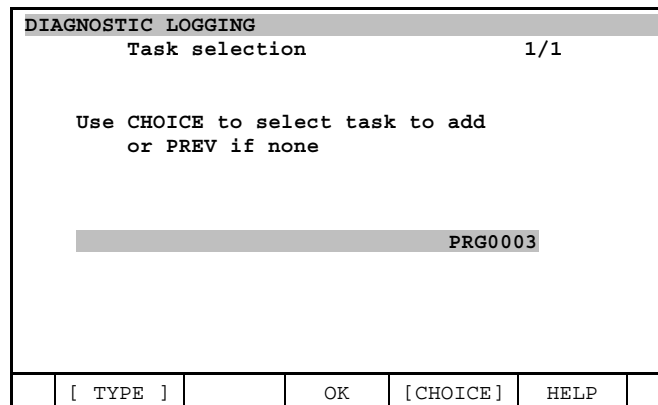 DIAGNOSTIC LOGGING
Task selection 1/1
Use CHOICE to select task to add
or PREV if none
PRG0003
[ TYPE ] OK [CHOICE] HELP